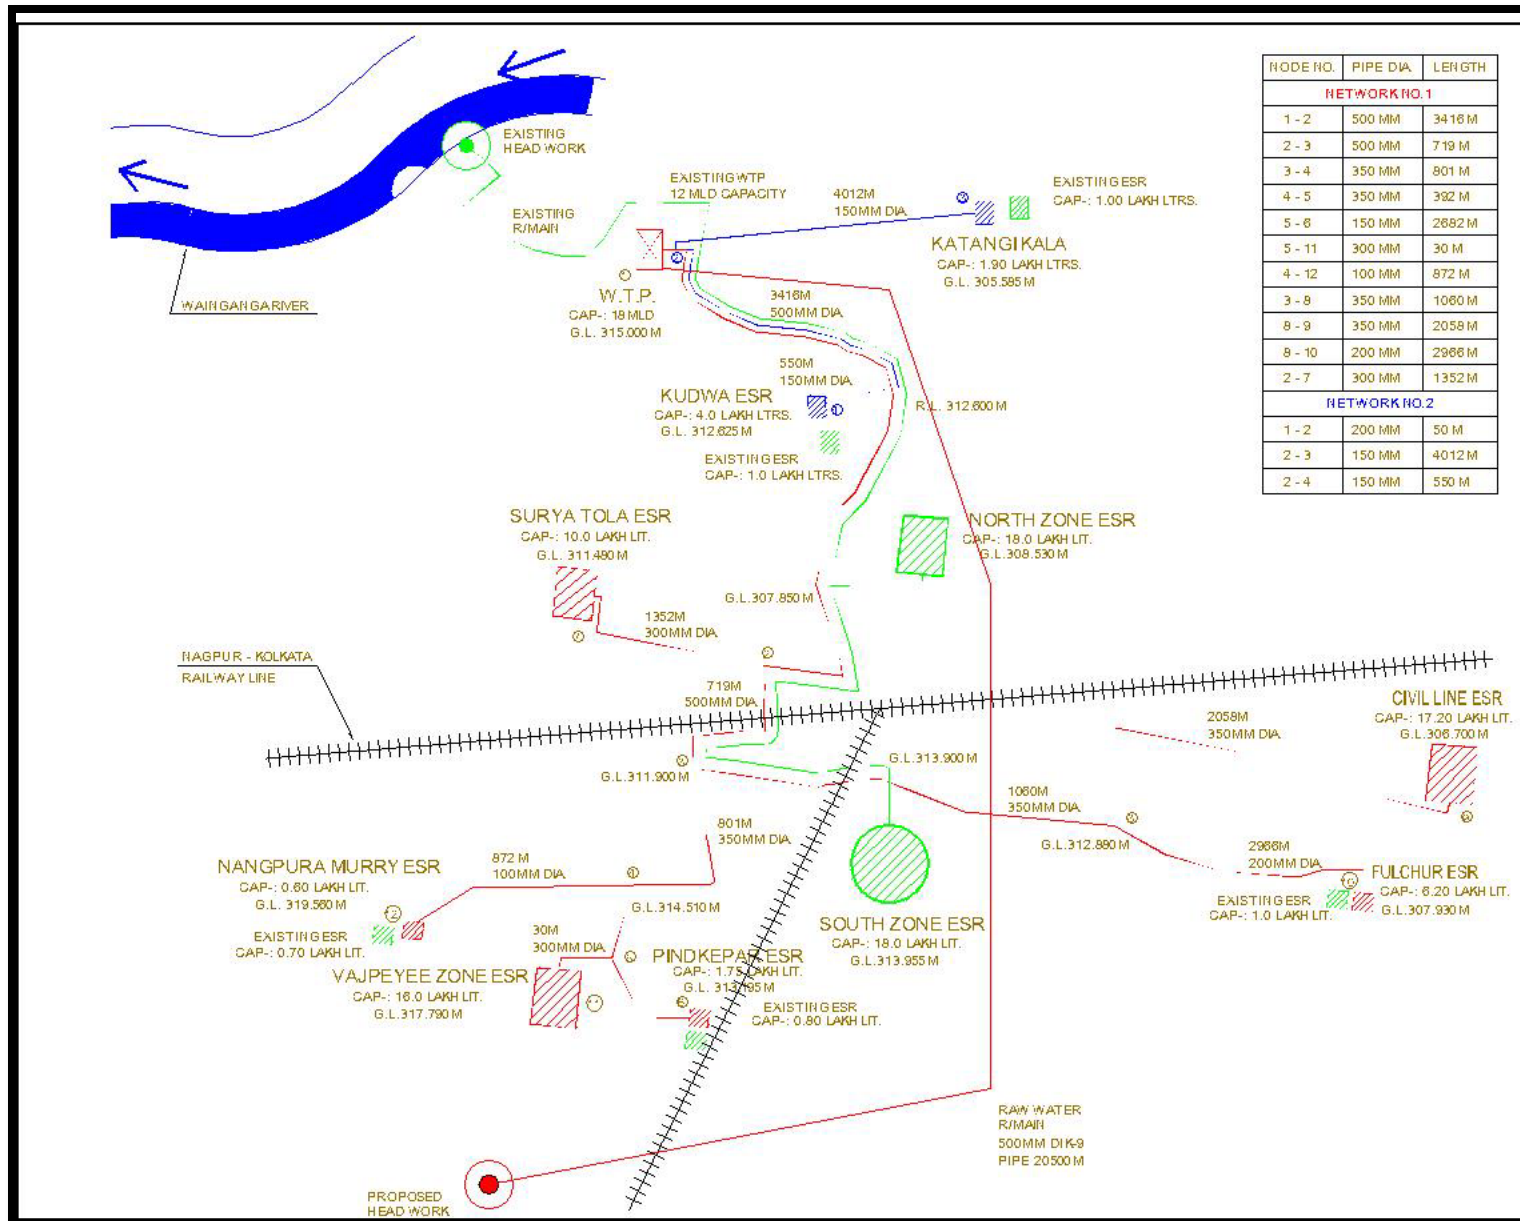 EXISTING
HEAD WORK
EXISTING WTP
12 MLD CAPACITY
EXISTING
R/MAIN
4012M
150MM DIA
EXISTING ESR
CAP-: 1.00 LAKH LTRS.
KATANGI KALA
CAP-: 1.90 LAKH LTRS.
G.L. 305.585 M
WAINGANGA RIVER
W.T.P.
CAP-: 18 MLD
G.L. 315.000 M
3416M
500MM DIA
550M
150MM DIA
KUDWA ESR
CAP-: 4.0 LAKH LTRS.
G.L. 312.625 M
R.L. 312.600 M
EXISTING ESR
CAP-: 1.0 LAKH LTRS.
SURYA TOLA ESR
CAP-: 10.0 LAKH LIT.
G.L. 311.480 M
NORTH ZONE ESR
CAP-: 18.0 LAKH LIT.
G.L.308.530 M
G.L.307.850 M
1352M
300MM DIA
NAGPUR - KOLKATA
RAILWAY LINE
719M
500MM DIA
G.L.311.900 M
G.L.313.900 M
2058M
350MM DIA
CIVIL LINE ESR
CAP-: 17.20 LAKH LIT.
G.L.306.700 M
1060M
350MM DIA
G.L.312.880 M
2966M
200MM DIA
FULCHUR ESR
CAP-: 6.20 LAKH LIT.
G.L.307.930 M
EXISTING ESR
CAP-: 1.0 LAKH LIT.
801M
350MM DIA
NANGPURA MURRY ESR
CAP-: 0.60 LAKH LIT.
G.L. 319.560 M
872 M
100MM DIA
G.L.314.510 M
EXISTING ESR
CAP-: 0.70 LAKH LIT.
30M
300MM DIA
VAJPEYEE ZONE ESR
CAP-: 16.0 LAKH LIT.
G.L.317.790 M
PINDKEPAR ESR
CAP-: 1.75 LAKH LIT.
G.L.
EXISTING ESR
CAP-: 0.80 LAKH LIT.
SOUTH ZONE ESR
CAP-: 18.0 LAKH LIT.
G.L.313.955 M
RAW WATER
R/MAIN
500MM DI K-9
PIPE 20500 M
PROPOSED
HEAD WORK
NODE NO. PIPE DIA. LENGTH
NETWORK NO.1
1 - 2 500 MM 3416 M
2 - 3 500 MM 719 M
3 - 4 350 MM 801 M
4 - 5 350 MM 392 M
5 - 6 150 MM 2682 M
5 - 11 300 MM 30 M
4 - 12 100 MM 872 M
3 - 8 350 MM 1060 M
8 - 9 350 MM 2058 M
8 - 10 200 MM 2966 M
2 - 7 300 MM 1352 M
NETWORK NO.2
1 - 2 200 MM 50 M
2 - 3 150 MM 4012 M
2 - 4 150 MM 550 M